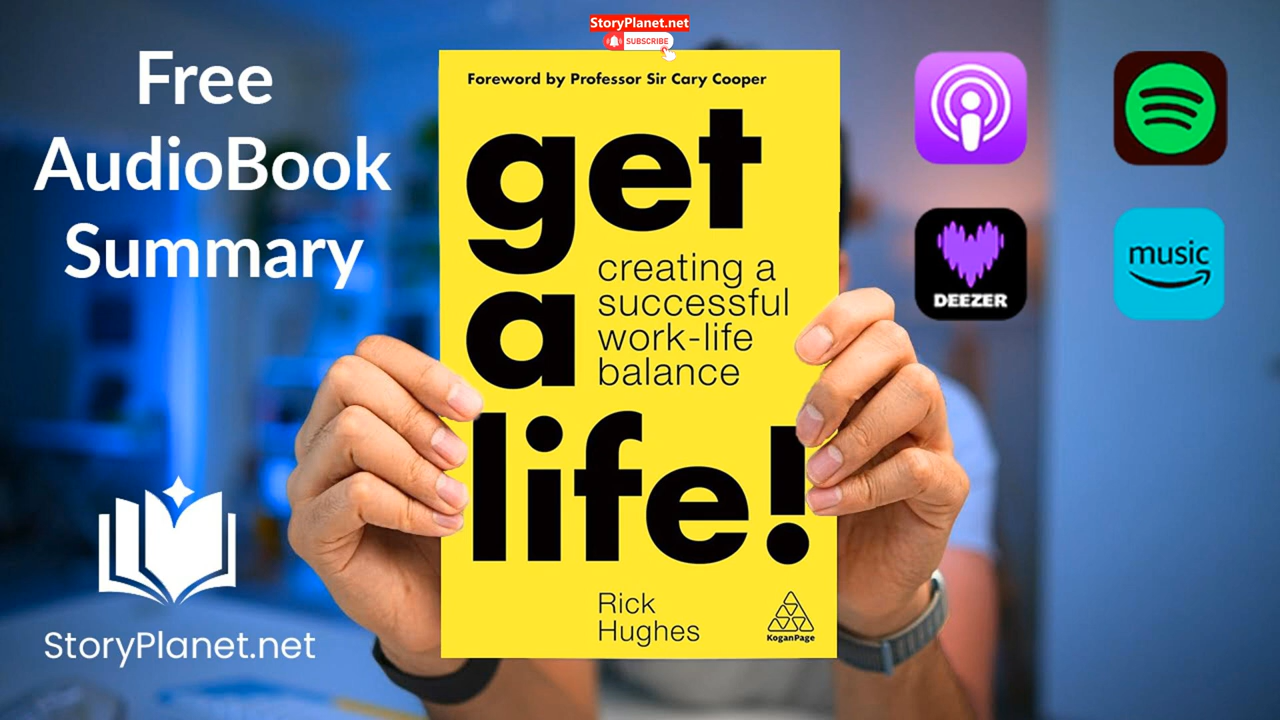 StoryPlanet.net
SUBSCRIBE
Free
AudioBook
Summary
Foreword by Professor Sir Cary Cooper
get
a
life!
creating a
successful
work-life
balance
Rick
Hughes
KoganPage
DEEZER
music
StoryPlanet.net